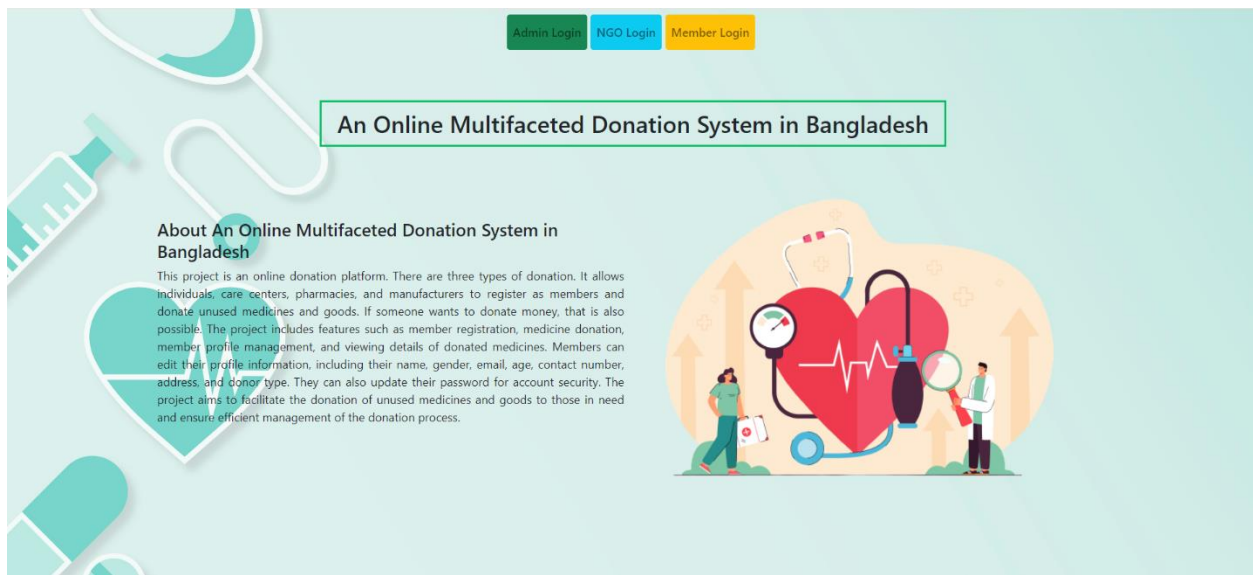 Admin Login NGO Login Member Login
An Online Multifaceted Donation System in Bangladesh
About An Online Multifaceted Donation System in
Bangladesh
This project is an online donation platform. There are three types of donation. It allows
individuals, care centers, pharmacies, and manufacturers to register as members and
donate unused medicines and goods. If someone wants to donate money, that is also
possible. The project includes features such as member registration, medicine donation,
member profile management, and viewing details of donated medicines. Members can
edit their profile information, including their name, gender, email, age, contact number,
address, and donor type. They can also update their password for account security. The
project aims to facilitate the donation of unused medicines and goods to those in need
and ensure efficient management of the donation process.